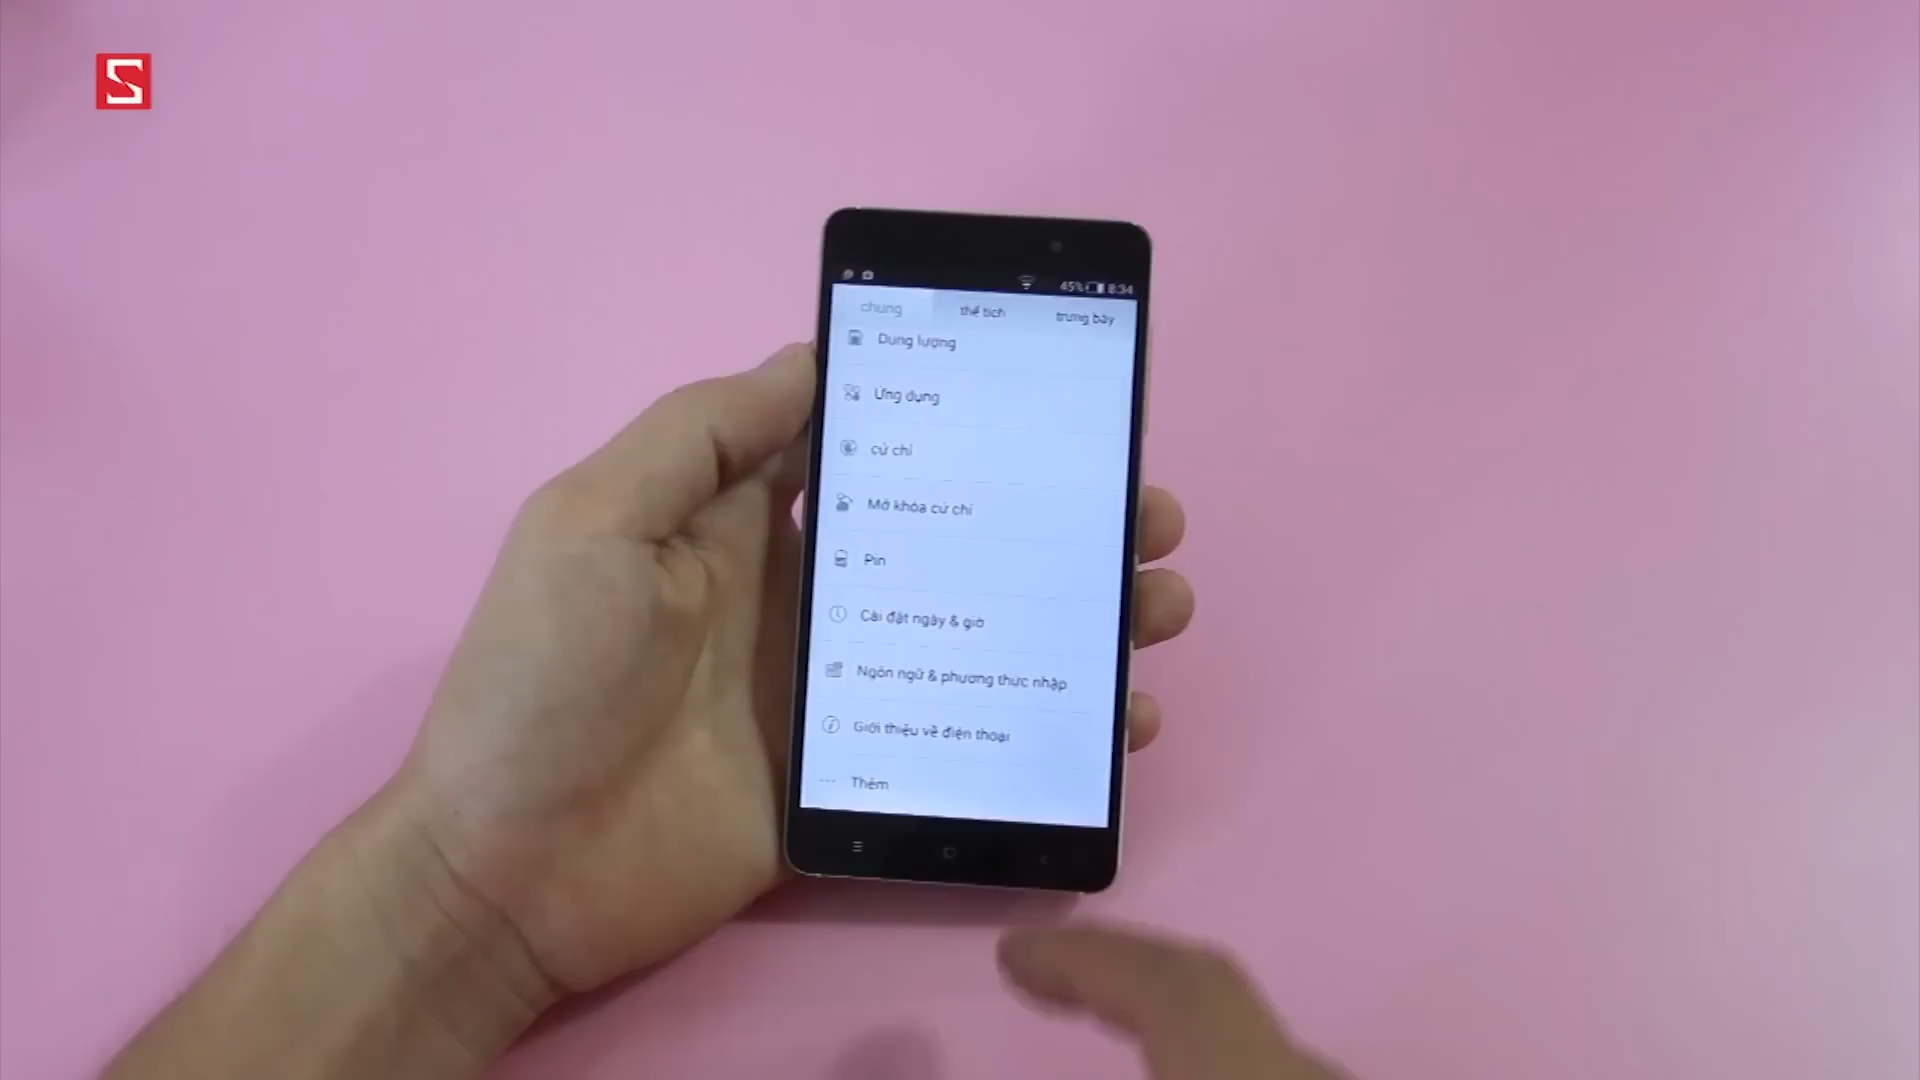 S
45% 8:34
chung thể tích trưng bày
Dung lượng
Ứng dụng
cử chỉ
Mở khóa cử chỉ
Pin
Cài đặt ngày & giờ
Ngôn ngữ & phương thức nhập
Giới thiệu về điện thoại
Thêm